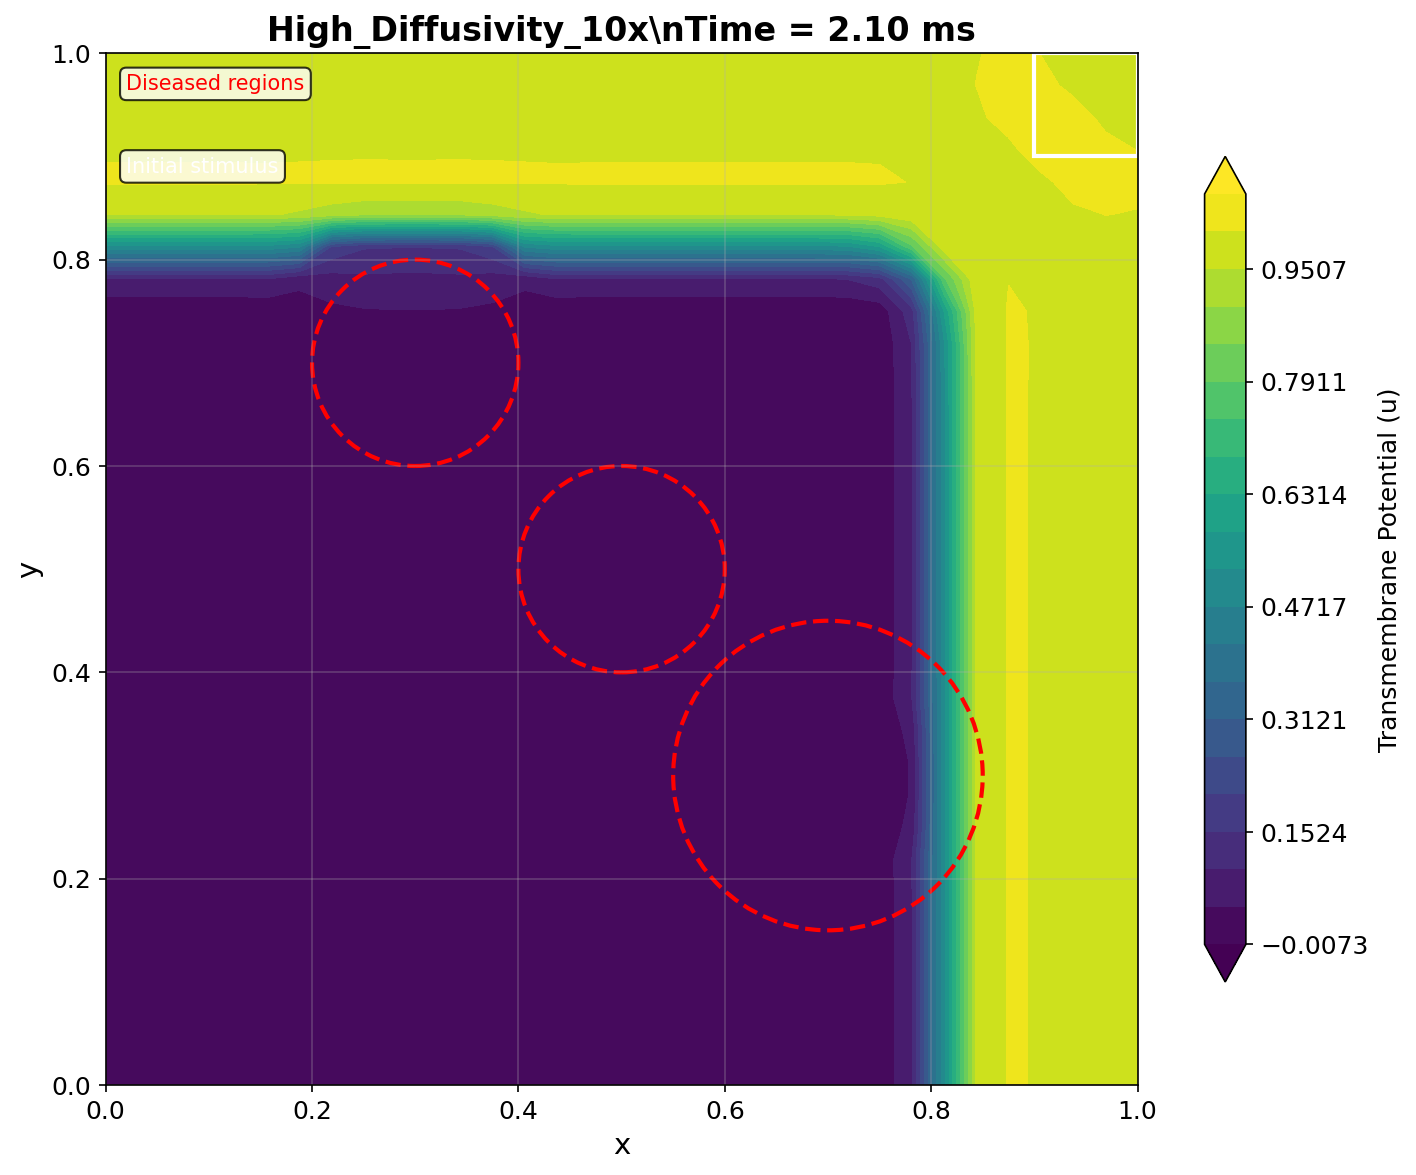 High_Diffusivity_10x\nTime = 2.10 ms
1.0
Diseased regions
Initial stimulus
0.8
0.6
0.4
0.2
0.0
y
0.0 0.2 0.4 0.6 0.8 1.0
x
0.9507
0.7911
0.6314
0.4717
0.3121
0.1524
−0.0073
Transmembrane Potential (u)